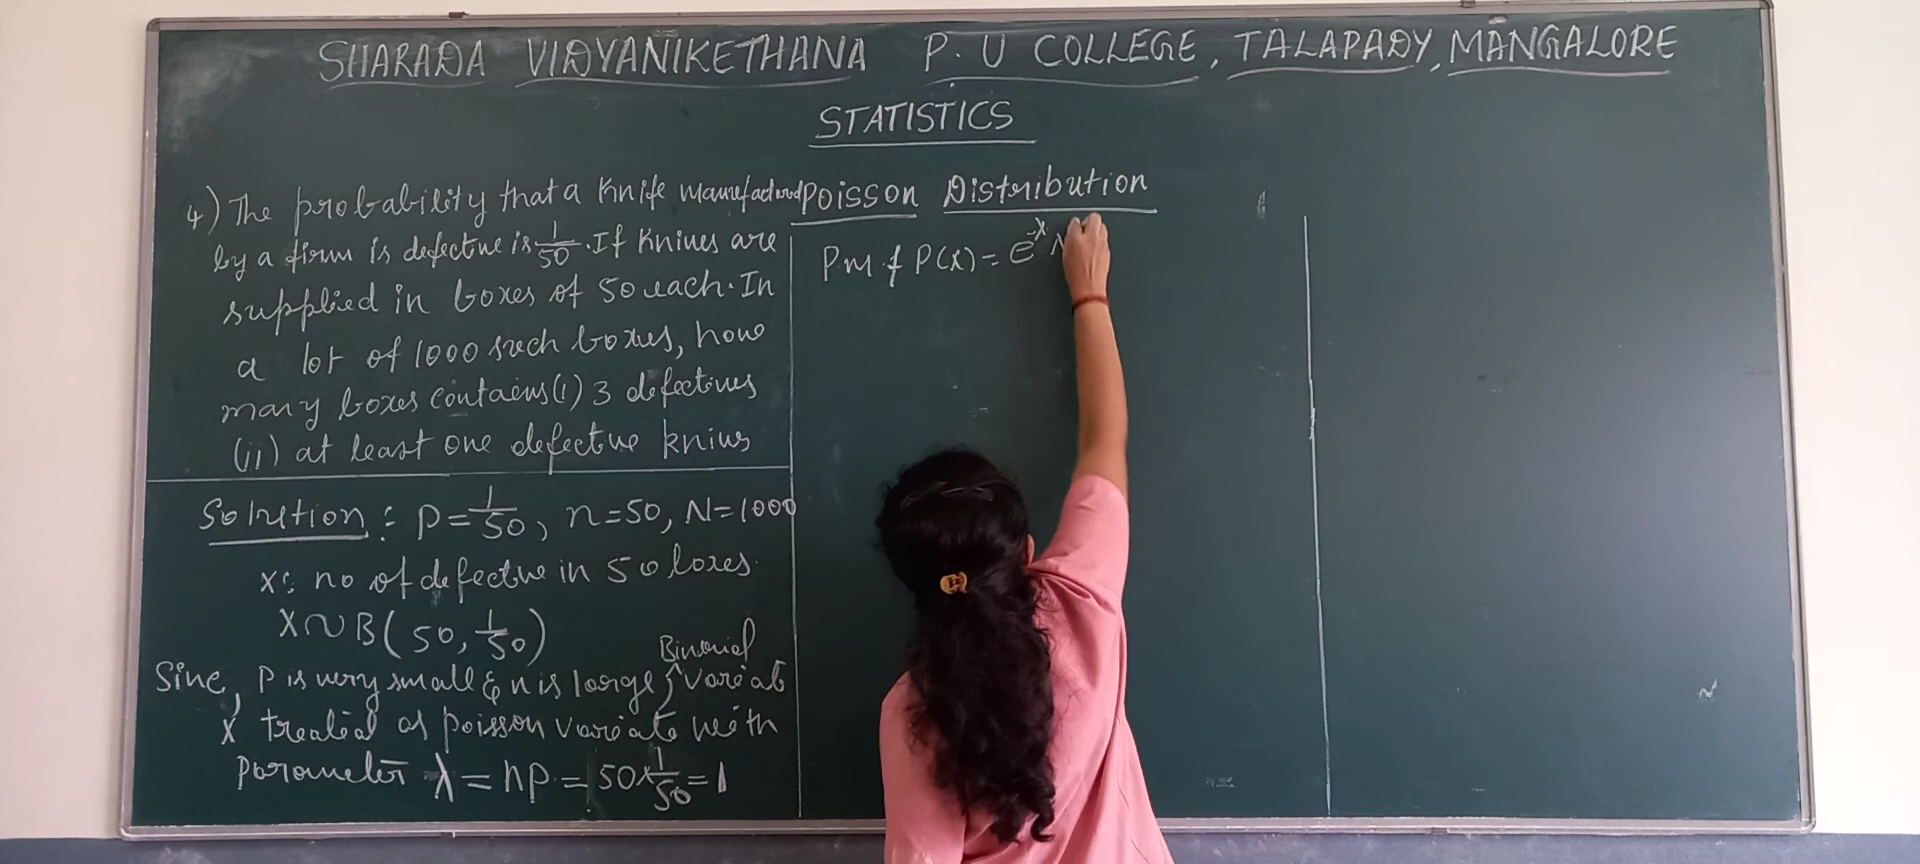 SHARADA VIDYANIKETHANA P.U COLLEGE, TALAPADY, MANGALORE
STATISTICS
Poisson Distribution
4) The probability that a knife manufactured
by a firm is defective is 1/50. If knives are
supplied in boxes of 50 each. In
a lot of 1000 such boxes, how
many boxes contains (i) 3 defectives
(ii) at least one defective knives
Solution: P = 1/50, n=50, N=1000
X: no of defective in 50 boxes.
X~B(50, 1/50)
Binomial
Since, P is very small & n is large, variat
X treated as poisson variate with
Parameter λ = np = 50×1/50 = 1
P.m.f P(x) = e^-λ λ